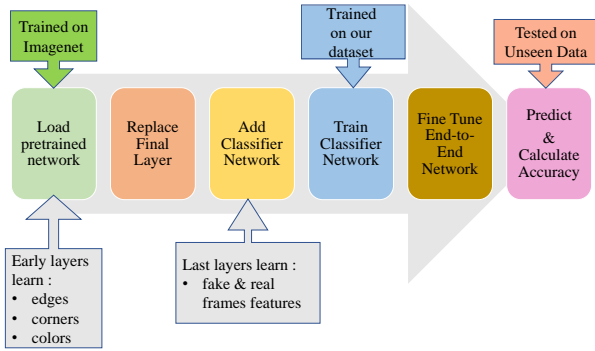 Trained on
Imagenet
Trained
on our
dataset
Tested on
Unseen Data
Load
pretrained
network
Replace
Final
Layer
Add
Classifier
Network
Train
Classifier
Network
Fine Tune
End-to-
End
Network
Predict
&
Calculate
Accuracy
Early layers
learn :
• edges
• corners
• colors
Last layers learn :
• fake & real
frames features